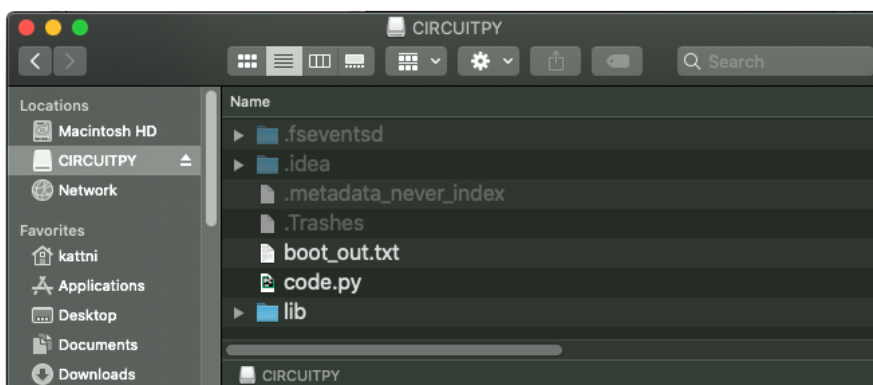 CIRCUITPY
Search
Locations
Macintosh HD
CIRCUITPY
Network
Favorites
kattni
Applications
Desktop
Documents
Downloads
Name
.fseventsd
.idea
.metadata_never_index
.Trashes
boot_out.txt
code.py
lib
CIRCUITPY